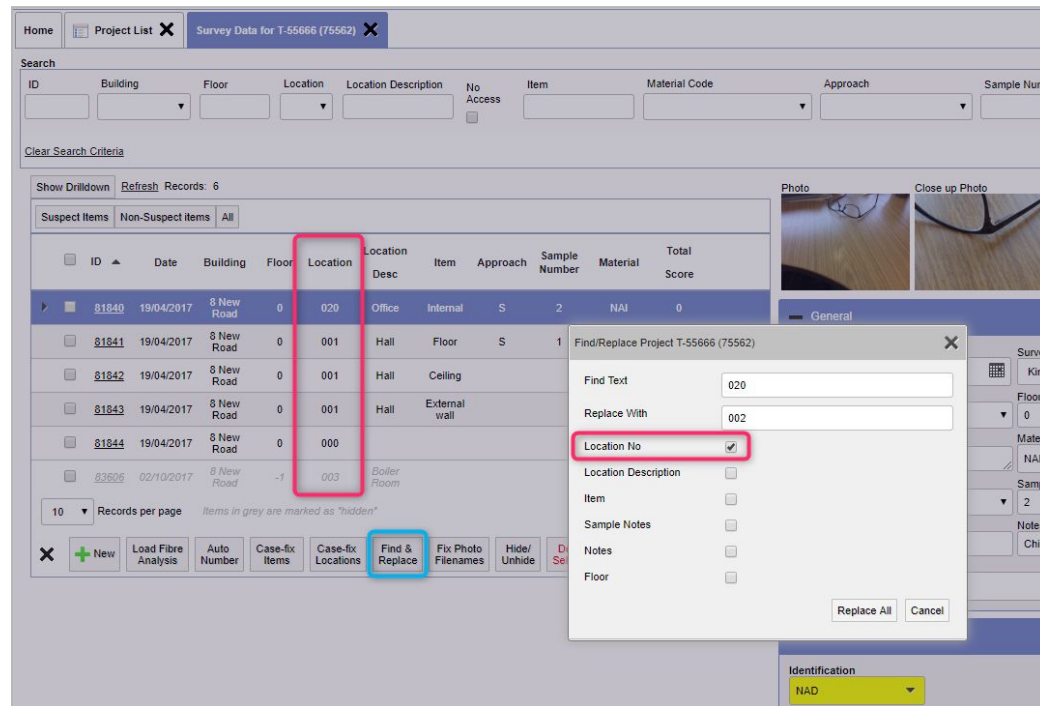 Home Project List Survey Data for T-55666 (75562)
Search
ID Building Floor Location Location Description No Access Item Material Code Approach
Clear Search Criteria
Show Drilldown Refresh Records: 6
Suspect Items Non-Suspect items All
ID Date Building Floor Location Location Desc Item Approach Sample Number Material Total Score
81840 19/04/2017 8 New Road 0 020 Office Internal S 2 NAI 0
81841 19/04/2017 8 New Road 0 001 Hall Floor S 1
81842 19/04/2017 8 New Road 0 001 Hall Ceiling
81843 19/04/2017 8 New Road 0 001 Hall External wall
81844 19/04/2017 8 New Road 0 000
83606 02/10/2017 8 New Road -1 003 Boiler Room
10 Records per page Items in grey are marked as "hidden"
New Load Fibre Analysis Auto Number Case-fix Items Case-fix Locations Find & Replace Fix Photo Filenames Hide/ Unhide
Photo Close up Photo
General
Find/Replace Project T-55666 (75562)
Find Text 020
Replace With 002
Location No
Location Description
Item
Sample Notes
Notes
Floor
Replace All Cancel
Floor
0
2
Identification
NAD